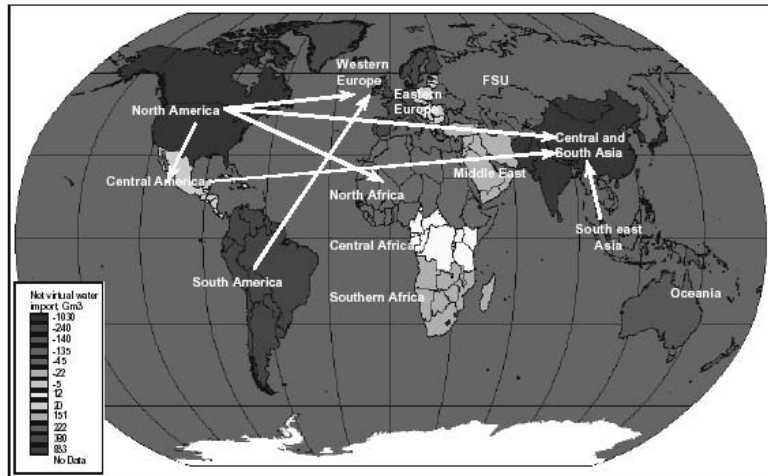 Western
Europe
FSU
Eastern
Europe
North America
Central and
South Asia
Central America
Middle East
North Africa
South east
Asia
Central Africa
South America
Southern Africa
Oceania
Net virtual water
import, Gm3
-1030
-240
-140
-135
-45
-22
-5
12
20
151
222
380
833
No Data